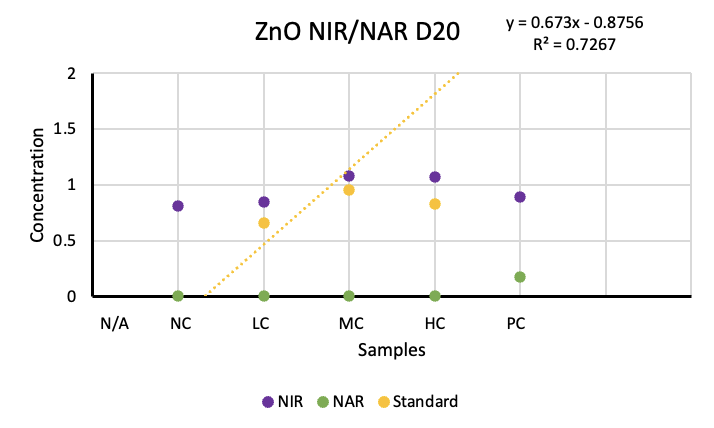 ZnO NIR/NAR D20
y = 0.673x - 0.8756
R² = 0.7267
2
1.5
1
0.5
0
Concentration
N/A NC LC MC HC PC
Samples
NIR NAR Standard